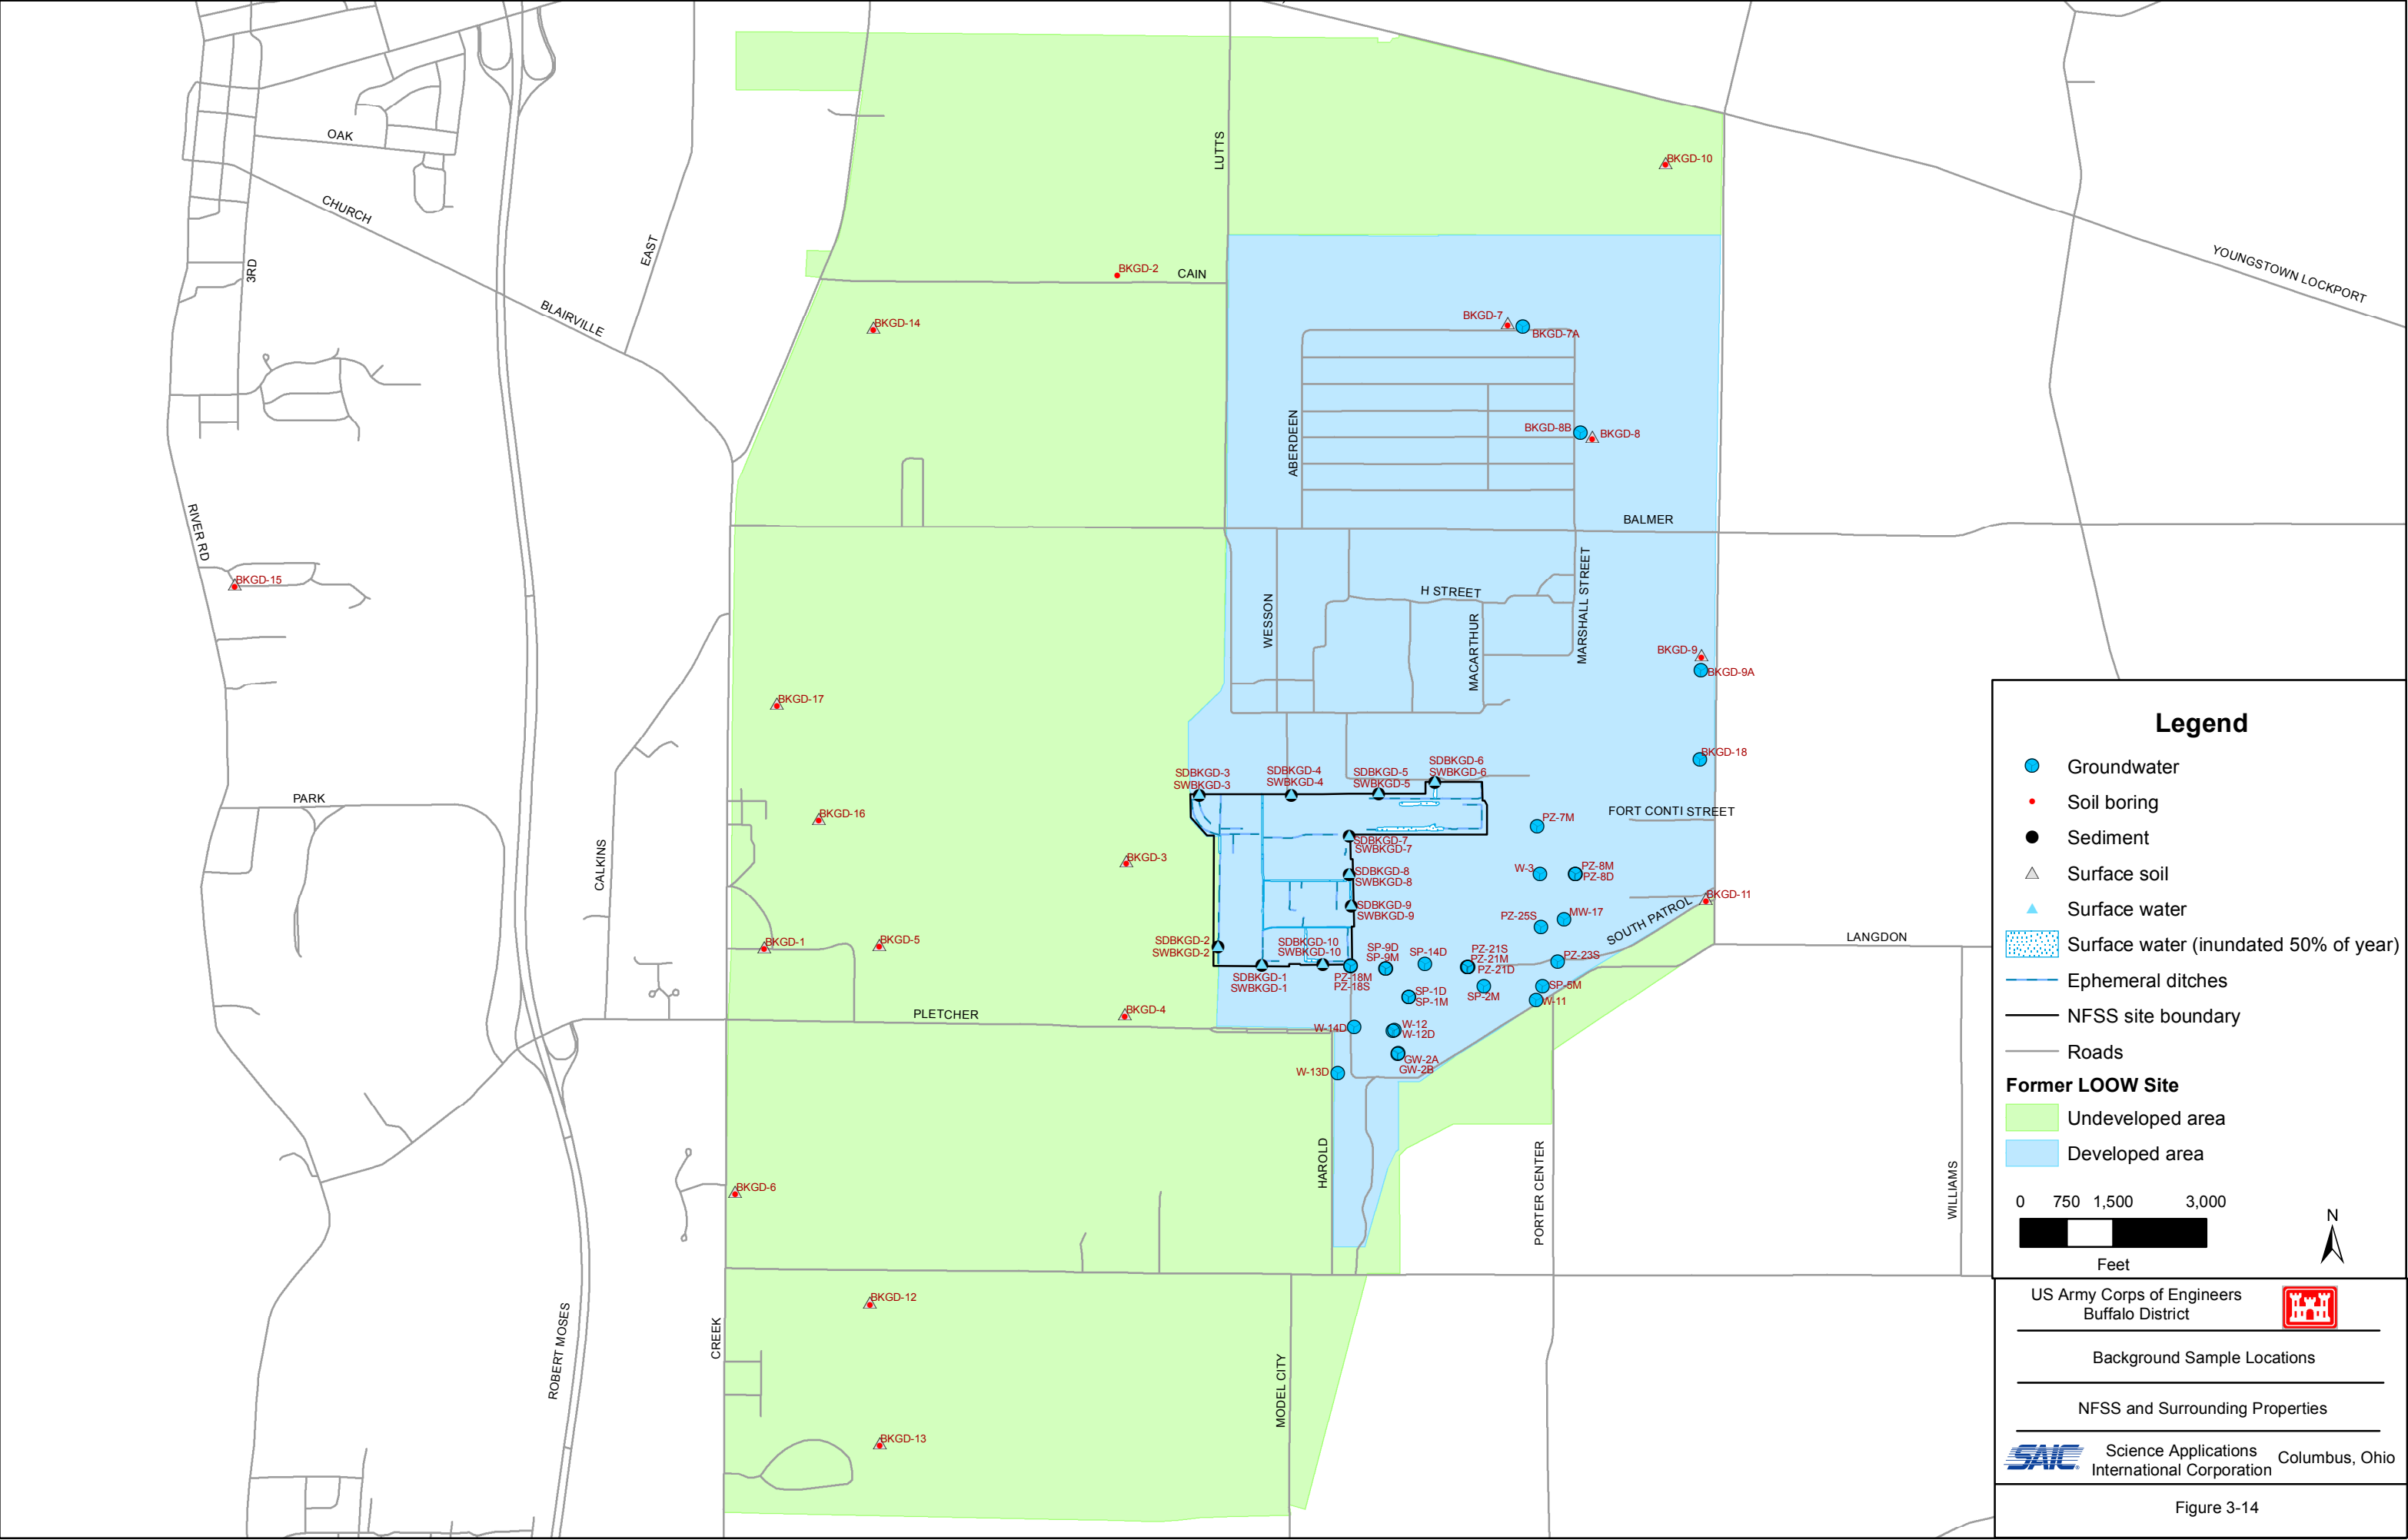 OAK
CHURCH
3RD
EAST
BLAIRVILLE
LUTTS
BKGD-10
YOUNGSTOWN LOCKPORT
BKGD-2
CAIN
BKGD-14
BKGD-7
BKGD-7A
ABERDEEN
BKGD-8B
BKGD-8
BALMER
RIVER RD
BKGD-15
WESSON
H STREET
MACARTHUR
MARSHALL STREET
BKGD-9
BKGD-9A
BKGD-17
BKGD-18
SDBKGD-3
SWBKGD-3
SDBKGD-4
SWBKGD-4
SDBKGD-5
SWBKGD-5
SDBKGD-6
SWBKGD-6
PARK
BKGD-16
FORT CONTI STREET
PZ-7M
SDBKGD-7
SWBKGD-7
CALKINS
BKGD-3
SDBKGD-8
SWBKGD-8
W-3
PZ-8M
PZ-8D
BKGD-11
SDBKGD-9
SWBKGD-9
PZ-25S
MW-17
SOUTH PATROL
LANGDON
BKGD-1
BKGD-5
SDBKGD-2
SWBKGD-2
SDBKGD-10
SWBKGD-10
SP-9D
SP-9M
SP-14D
PZ-21S
PZ-21M
PZ-21D
PZ-23S
SDBKGD-1
SWBKGD-1
PZ-18M
PZ-18S
SP-1D
SP-1M
SP-2M
SP-5M
W-11
BKGD-4
PLETCHER
W-14D
W-12
W-12D
GW-2A
GW-2B
W-13D
HAROLD
PORTER CENTER
WILLIAMS
BKGD-6
BKGD-12
CREEK
ROBERT MOSES
MODEL CITY
BKGD-13
Legend
Groundwater
Soil boring
Sediment
Surface soil
Surface water
Surface water (inundated 50% of year)
Ephemeral ditches
NFSS site boundary
Roads
Former LOOW Site
Undeveloped area
Developed area
0 750 1,500 3,000
Feet
N
US Army Corps of Engineers
Buffalo District
Background Sample Locations
NFSS and Surrounding Properties
SAIC
Science Applications
International Corporation
Columbus, Ohio
Figure 3-14